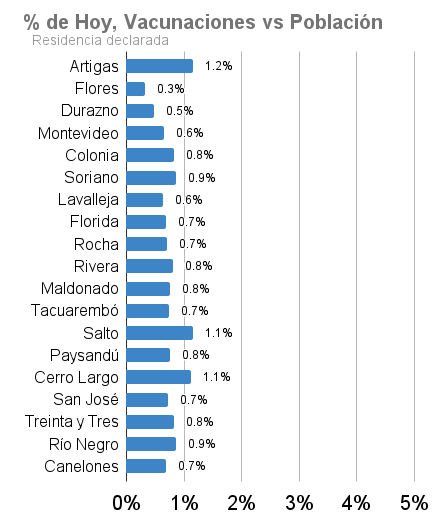 % de Hoy, Vacunaciones vs Población
Residencia declarada
Artigas 1.2%
Flores 0.3%
Durazno 0.5%
Montevideo 0.6%
Colonia 0.8%
Soriano 0.9%
Lavalleja 0.6%
Florida 0.7%
Rocha 0.7%
Rivera 0.8%
Maldonado 0.8%
Tacuarembó 0.7%
Salto 1.1%
Paysandú 0.8%
Cerro Largo 1.1%
San José 0.7%
Treinta y Tres 0.8%
Río Negro 0.9%
Canelones 0.7%
0% 1% 2% 3% 4% 5%